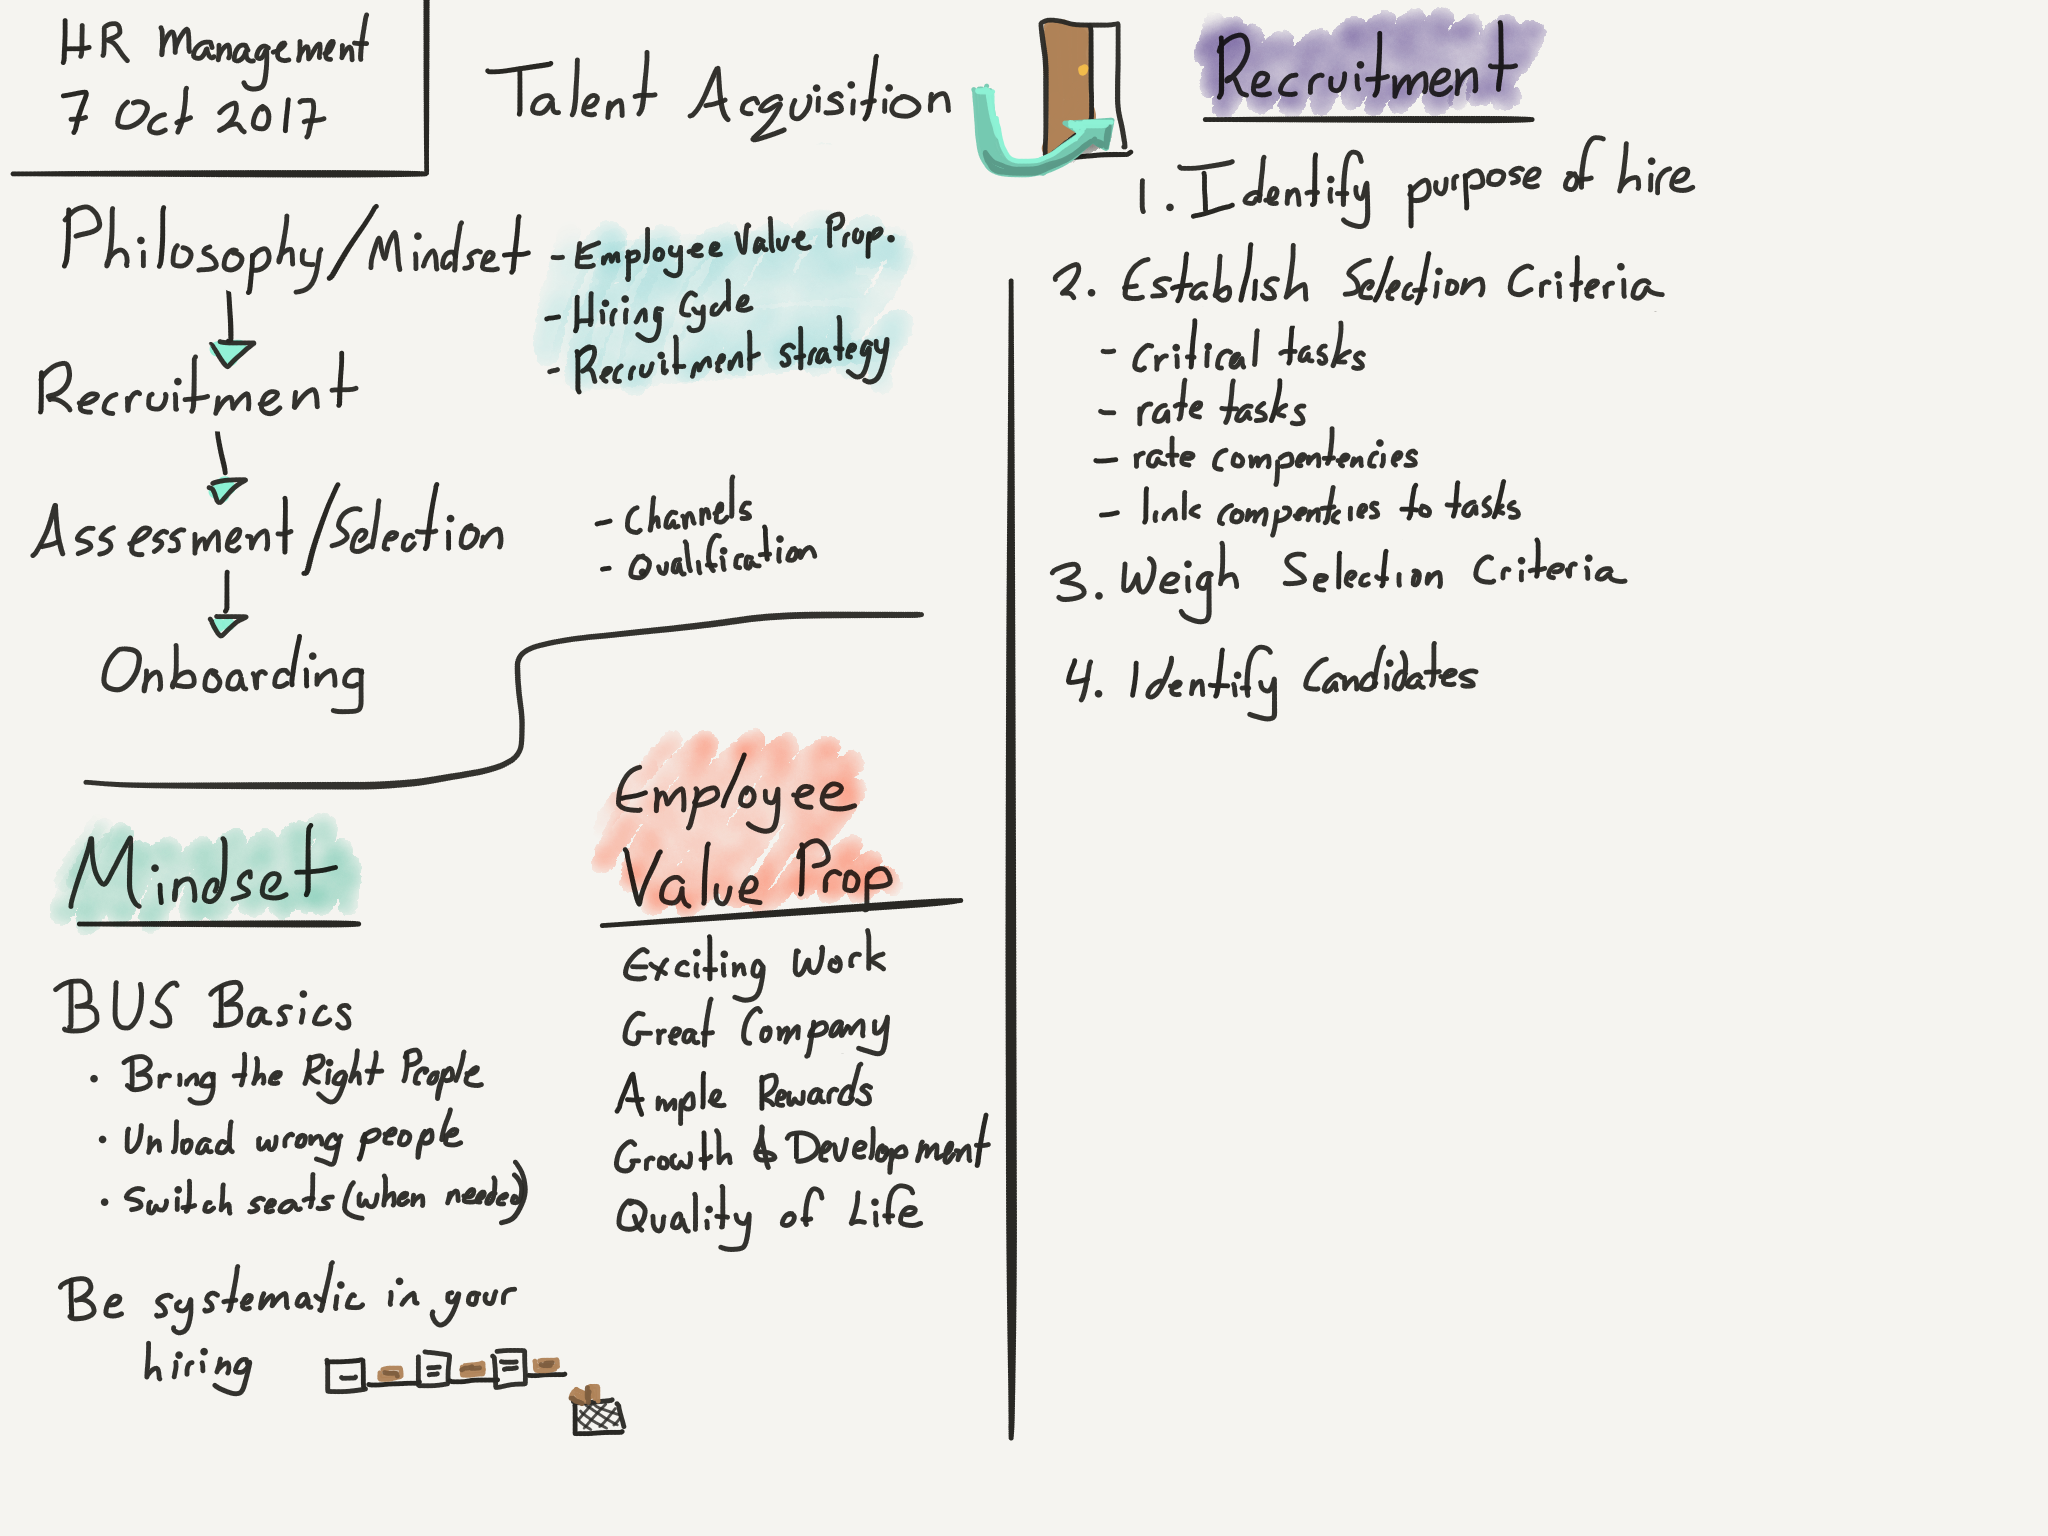 HR Management
7 Oct 2017
Talent Acquisition
Philosophy/Mindset
- Employee Value Prop.
- Hiring Cycle
- Recruitment strategy
Recruitment
Assessment/Selection
- Channels
- Qualification
Onboarding
Mindset
BUS Basics
• Bring the Right People
• Unload wrong people
• Switch seats (when needed)
Be systematic in your
hiring
Employee
Value Prop
Exciting Work
Great Company
Ample Rewards
Growth & Development
Quality of Life
Recruitment
1. Identify purpose of hire
2. Establish Selection Criteria
- critical tasks
- rate tasks
- rate compentencies
- link compentcies to tasks
3. Weigh Selection Criteria
4. Identify Candidates